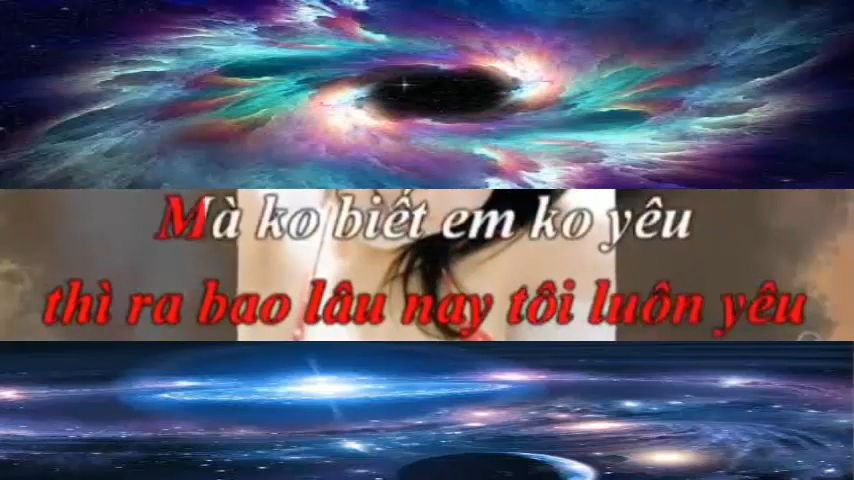 Mà ko biết em ko yêu
thì ra bao lâu nay tôi luôn yêu